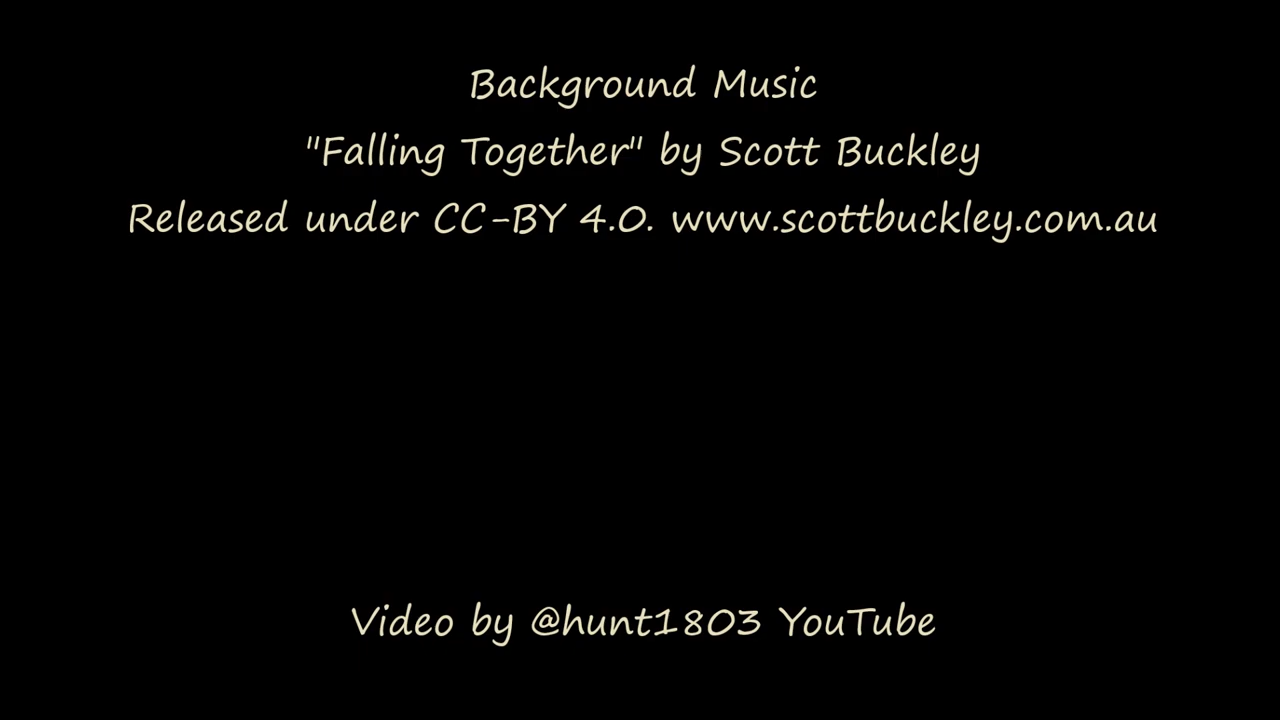 Background Music
"Falling Together" by Scott Buckley
Released under CC-BY 4.0. www.scottbuckley.com.au
Video by @hunt1803 YouTube